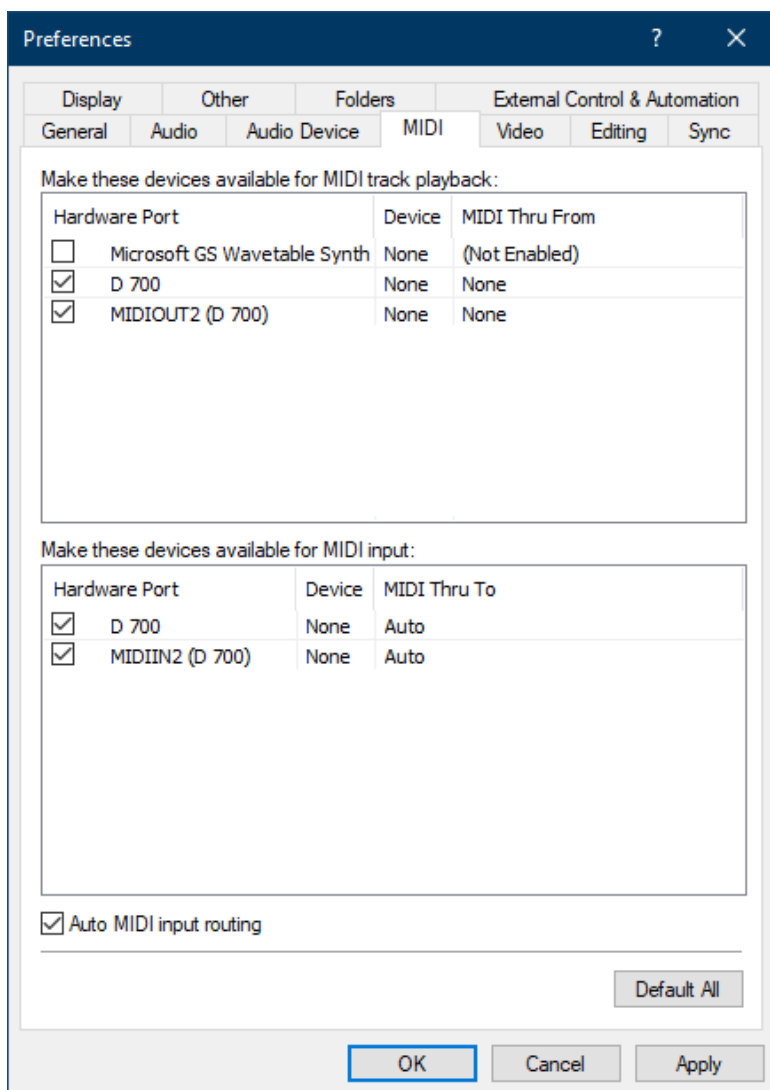 Preferences ? ×
Display Other Folders External Control & Automation
General Audio Audio Device MIDI Video Editing Sync
Make these devices available for MIDI track playback:
Hardware Port Device MIDI Thru From
Microsoft GS Wavetable Synth None (Not Enabled)
D 700 None None
MIDIOUT2 (D 700) None None
Make these devices available for MIDI input:
Hardware Port Device MIDI Thru To
D 700 None Auto
MIDIIN2 (D 700) None Auto
Auto MIDI input routing
Default All
OK Cancel Apply